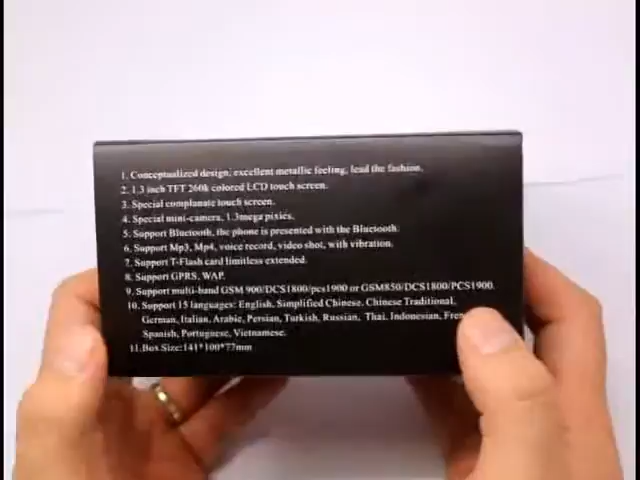 1. Conceptualized design, excellent metallic feeling, lead the fashion.
2. 1.3 inch TFT 260k colored LCD touch screen.
3. Special complanate touch screen.
4. Special mini-camera, 1.3mega pixies.
5. Support Bluetooth, the phone is presented with the Bluetooth.
6. Support Mp3, Mp4, voice record, video shot, with vibration.
7. Support T-Flash card limitless extended.
8. Support GPRS, WAP.
9. Support multi-band GSM 900/DCS1800/pcs1900 or GSM850/DCS1800/PCS1900.
10. Support 15 languages: English, Simplified Chinese, Chinese Traditional,
German, Italian, Arabic, Persian, Turkish, Russian, Thai, Indonesian,
Spanish, Portuguese, Vietnamese.
11. Box Size:141*100*77mm